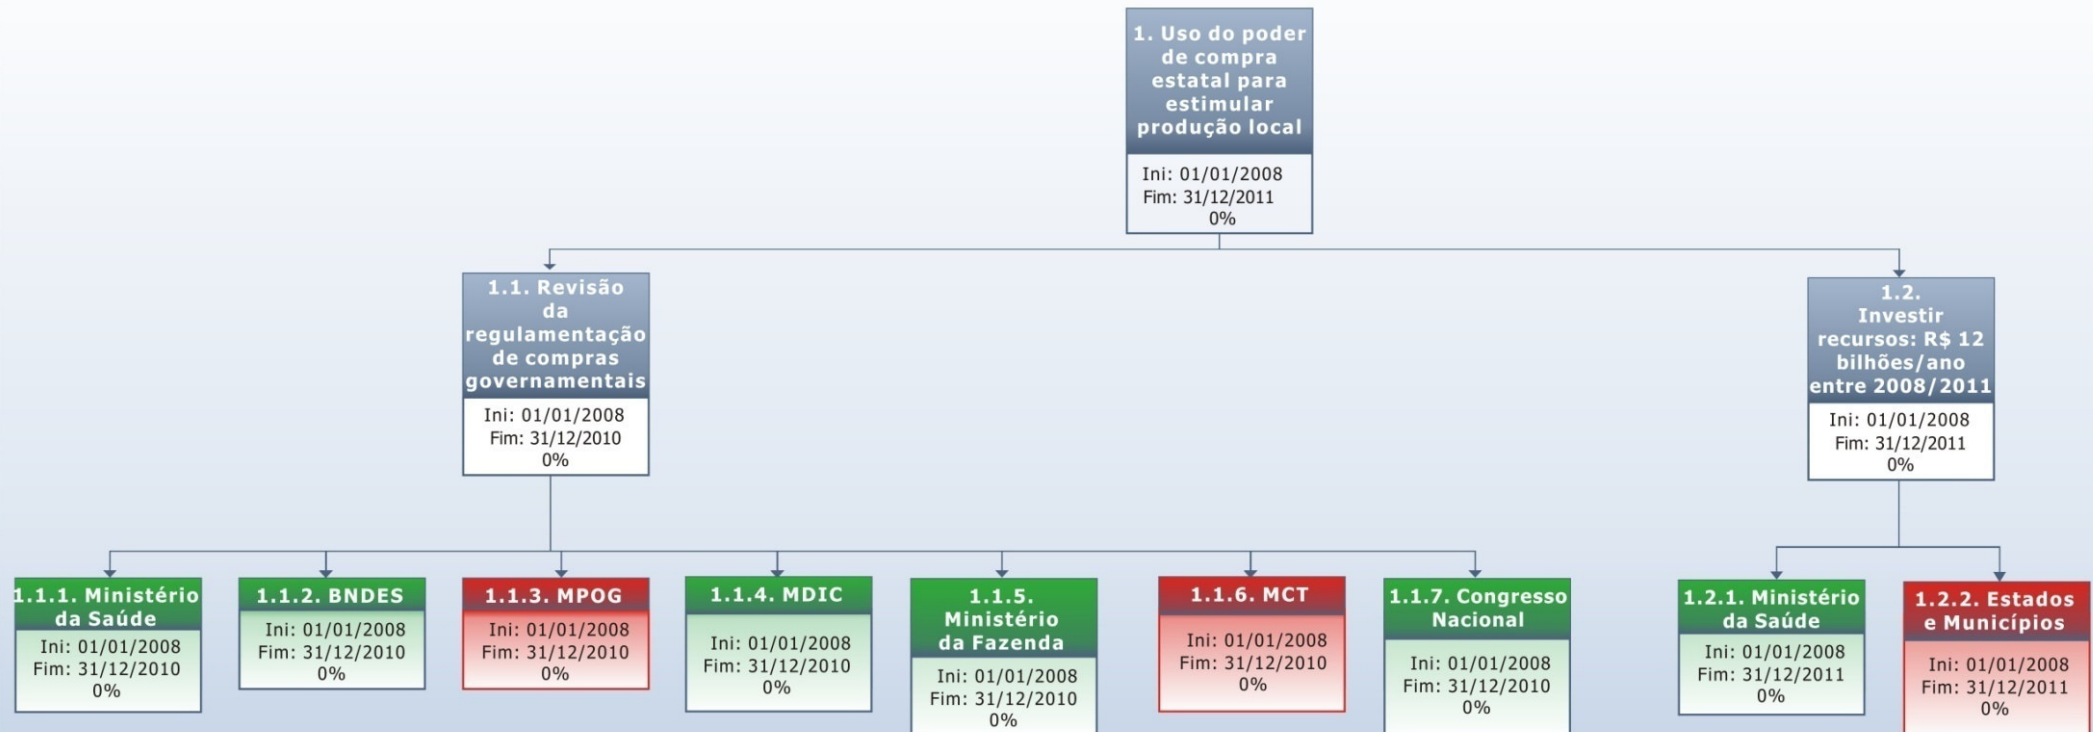 1. Uso do poder
de compra
estatal para
estimular
produção local
Ini: 01/01/2008
Fim: 31/12/2011
0%
1.1. Revisão
da
regulamentação
de compras
governamentais
Ini: 01/01/2008
Fim: 31/12/2010
0%
1.2.
Investir
recursos: R$ 12
bilhões/ano
entre 2008/2011
Ini: 01/01/2008
Fim: 31/12/2011
0%
1.1.1. Ministério
da Saúde
Ini: 01/01/2008
Fim: 31/12/2010
0%
1.1.2. BNDES
Ini: 01/01/2008
Fim: 31/12/2010
0%
1.1.3. MPOG
Ini: 01/01/2008
Fim: 31/12/2010
0%
1.1.4. MDIC
Ini: 01/01/2008
Fim: 31/12/2010
0%
1.1.5.
Ministério
da Fazenda
Ini: 01/01/2008
Fim: 31/12/2010
0%
1.1.6. MCT
Ini: 01/01/2008
Fim: 31/12/2010
0%
1.1.7. Congresso
Nacional
Ini: 01/01/2008
Fim: 31/12/2010
0%
1.2.1. Ministério
da Saúde
Ini: 01/01/2008
Fim: 31/12/2011
0%
1.2.2. Estados
e Municípios
Ini: 01/01/2008
Fim: 31/12/2011
0%